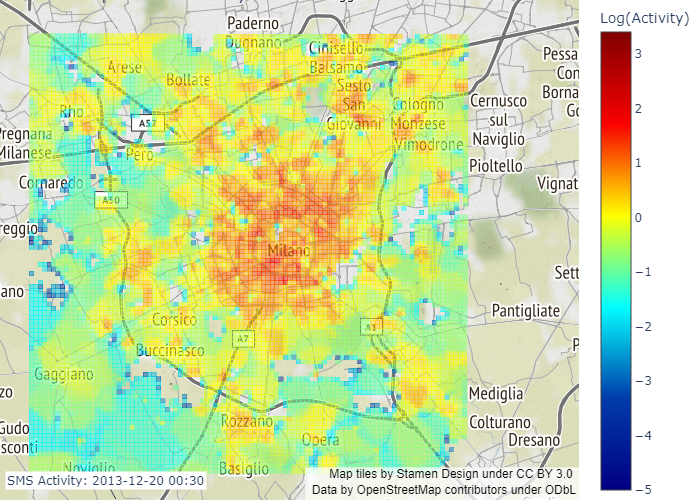 Log(Activity)
3
2
1
0
−1
−2
−3
−4
−5
Paderno
Dugnano
Cinisello
Balsamo
Arese
Bollate
Sesto
San
Giovanni
Cologno
Monzese
Vimodrone
Cernusco
sul
Naviglio
Pioltello
Pessa
Con
Borna
Go
Rho
A52
Pregnana
Milanese
Pero
Cornaredo
A50
Vignat
reggio
Milano
Sett
ano
Corsico
A7
A1
Pantigliate
P
Buccinasco
Gaggiano
zo
Mediglia
Gudo
sconti
Rozzano
Opera
Colturano
Dresano
Noviglio
Basiglio
SMS Activity: 2013-12-20 00:30
Map tiles by Stamen Design under CC BY 3.0
Data by OpenStreetMap contributors under ODbL